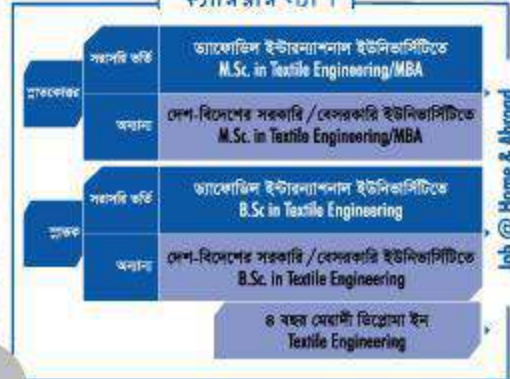 স্নাতকোত্তর
সরাসরি ভর্তি
ড্যাফোডিল ইন্টারন্যাশনাল ইউনিভার্সিটিতে
M.Sc. in Textile Engineering/MBA
অন্যান্য
দেশ-বিদেশের সরকারি/বেসরকারি ইউনিভার্সিটিতে
M.Sc. in Textile Engineering/MBA
স্নাতক
সরাসরি ভর্তি
ড্যাফোডিল ইন্টারন্যাশনাল ইউনিভার্সিটিতে
B.Sc in Textile Engineering
অন্যান্য
দেশ-বিদেশের সরকারি/বেসরকারি ইউনিভার্সিটিতে
B.Sc. in Textile Engineering
৪ বছর মেয়াদী ডিপ্লোমা ইন
Textile Engineering
Job @ Home & Abroad